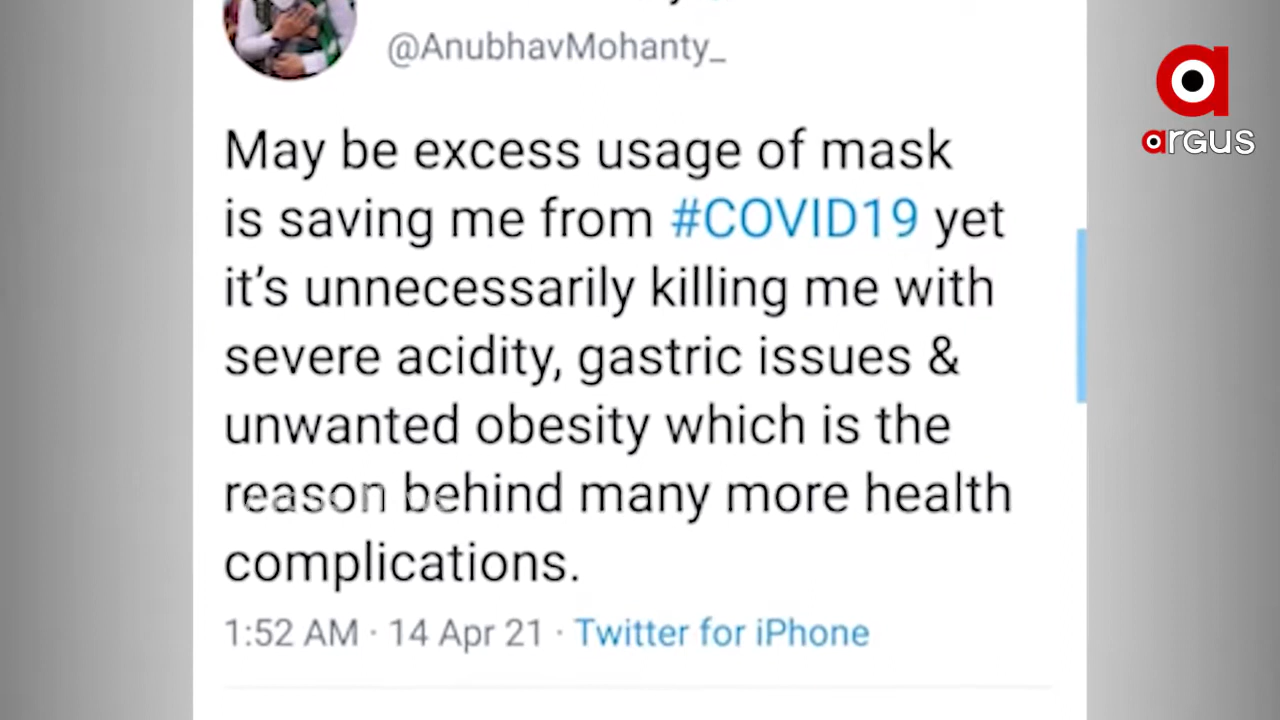 @AnubhavMohanty_
May be excess usage of mask
is saving me from #COVID19 yet
it's unnecessarily killing me with
severe acidity, gastric issues &
unwanted obesity which is the
reason behind many more health
complications.
1:52 AM · 14 Apr 21 · Twitter for iPhone
argus